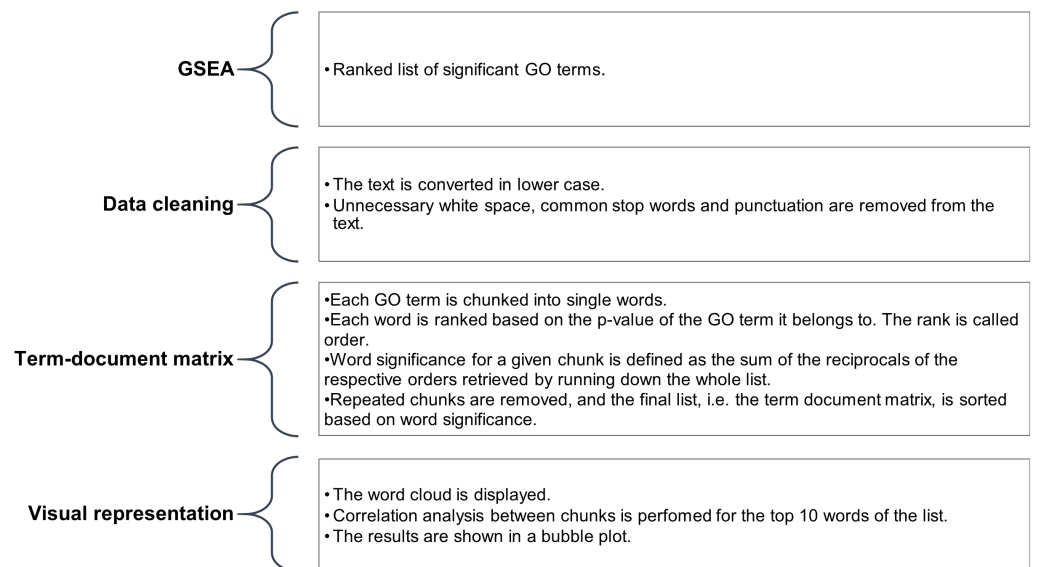 GSEA
• Ranked list of significant GO terms.
Data cleaning
• The text is converted in lower case.
• Unnecessary white space, common stop words and punctuation are removed from the
text.
Term-document matrix
•Each GO term is chunked into single words.
•Each word is ranked based on the p-value of the GO term it belongs to. The rank is called
order.
•Word significance for a given chunk is defined as the sum of the reciprocals of the
respective orders retrieved by running down the whole list.
•Repeated chunks are removed, and the final list, i.e. the term document matrix, is sorted
based on word significance.
Visual representation
• The word cloud is displayed.
• Correlation analysis between chunks is perfomed for the top 10 words of the list.
• The results are shown in a bubble plot.